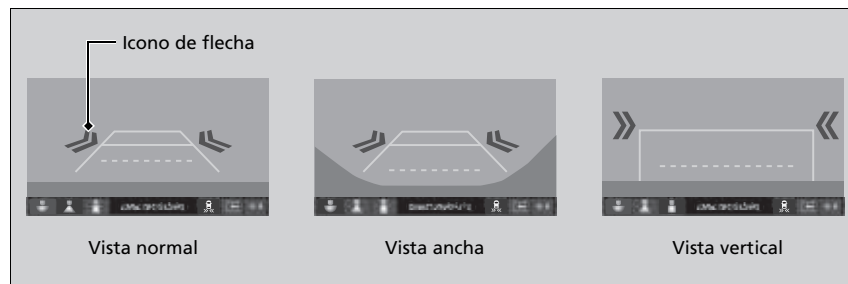 Icono de flecha
Vista normal
Vista ancha
Vista vertical